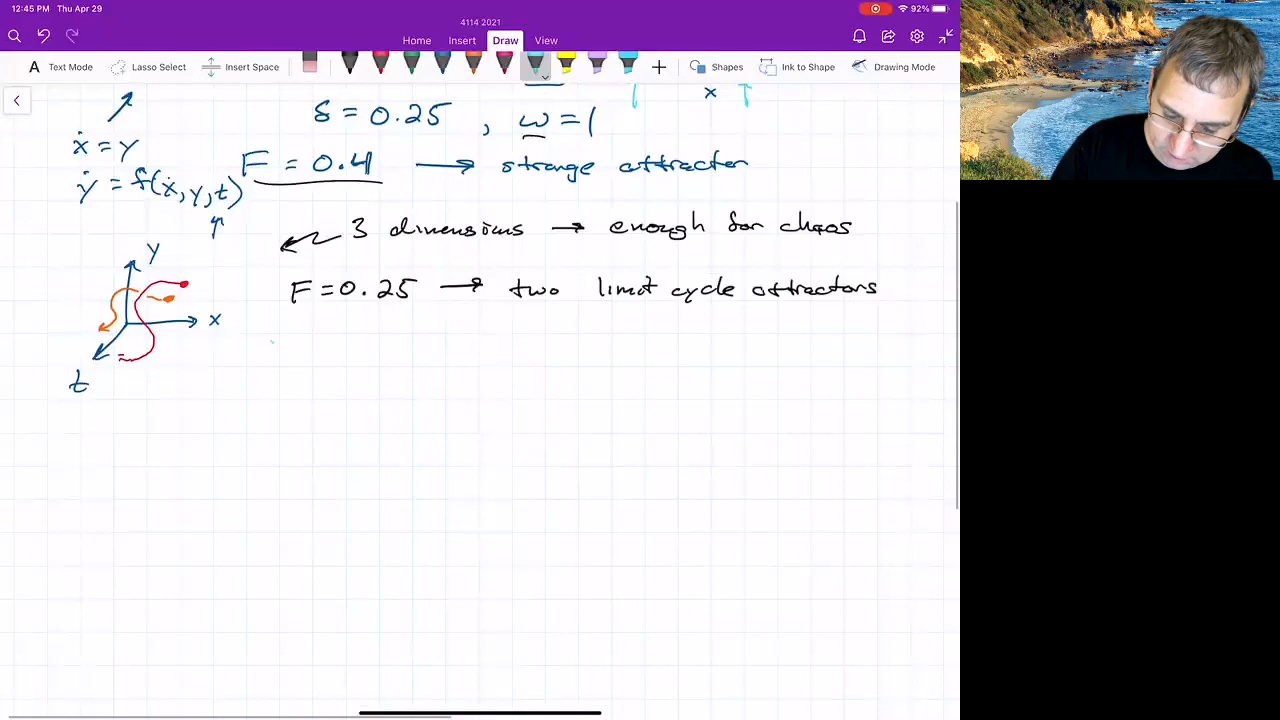 12:45 PM Thu Apr 29
92%
4114 2021
Home Insert Draw View
Text Mode Lasso Select Insert Space Shapes Ink to Shape Drawing Mode
x
δ = 0.25 , ω = 1
ẋ = y
F = 0.4 → strange attractor
ẏ = f(x, y, t)
3 dimensions → enough for chaos
y
F = 0.25 → two limit cycle attractors
x
t